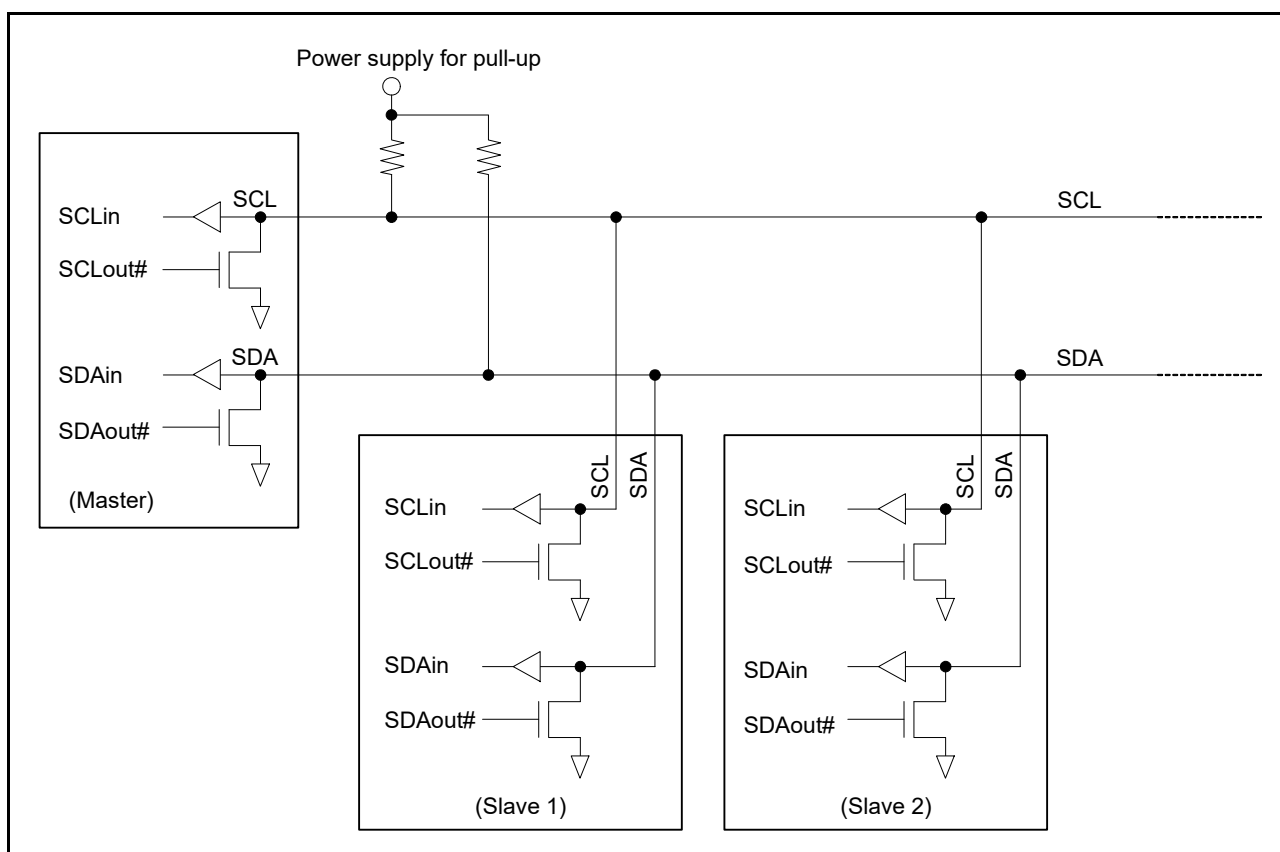 Power supply for pull-up
SCL
SCLin
SCLout#
SDA
SDAin
SDAout#
(Master)
SCL
SDA
SCL
SDA
SCLin
SCLout#
SDAin
SDAout#
(Slave 1)
SCL
SDA
SCLin
SCLout#
SDAin
SDAout#
(Slave 2)